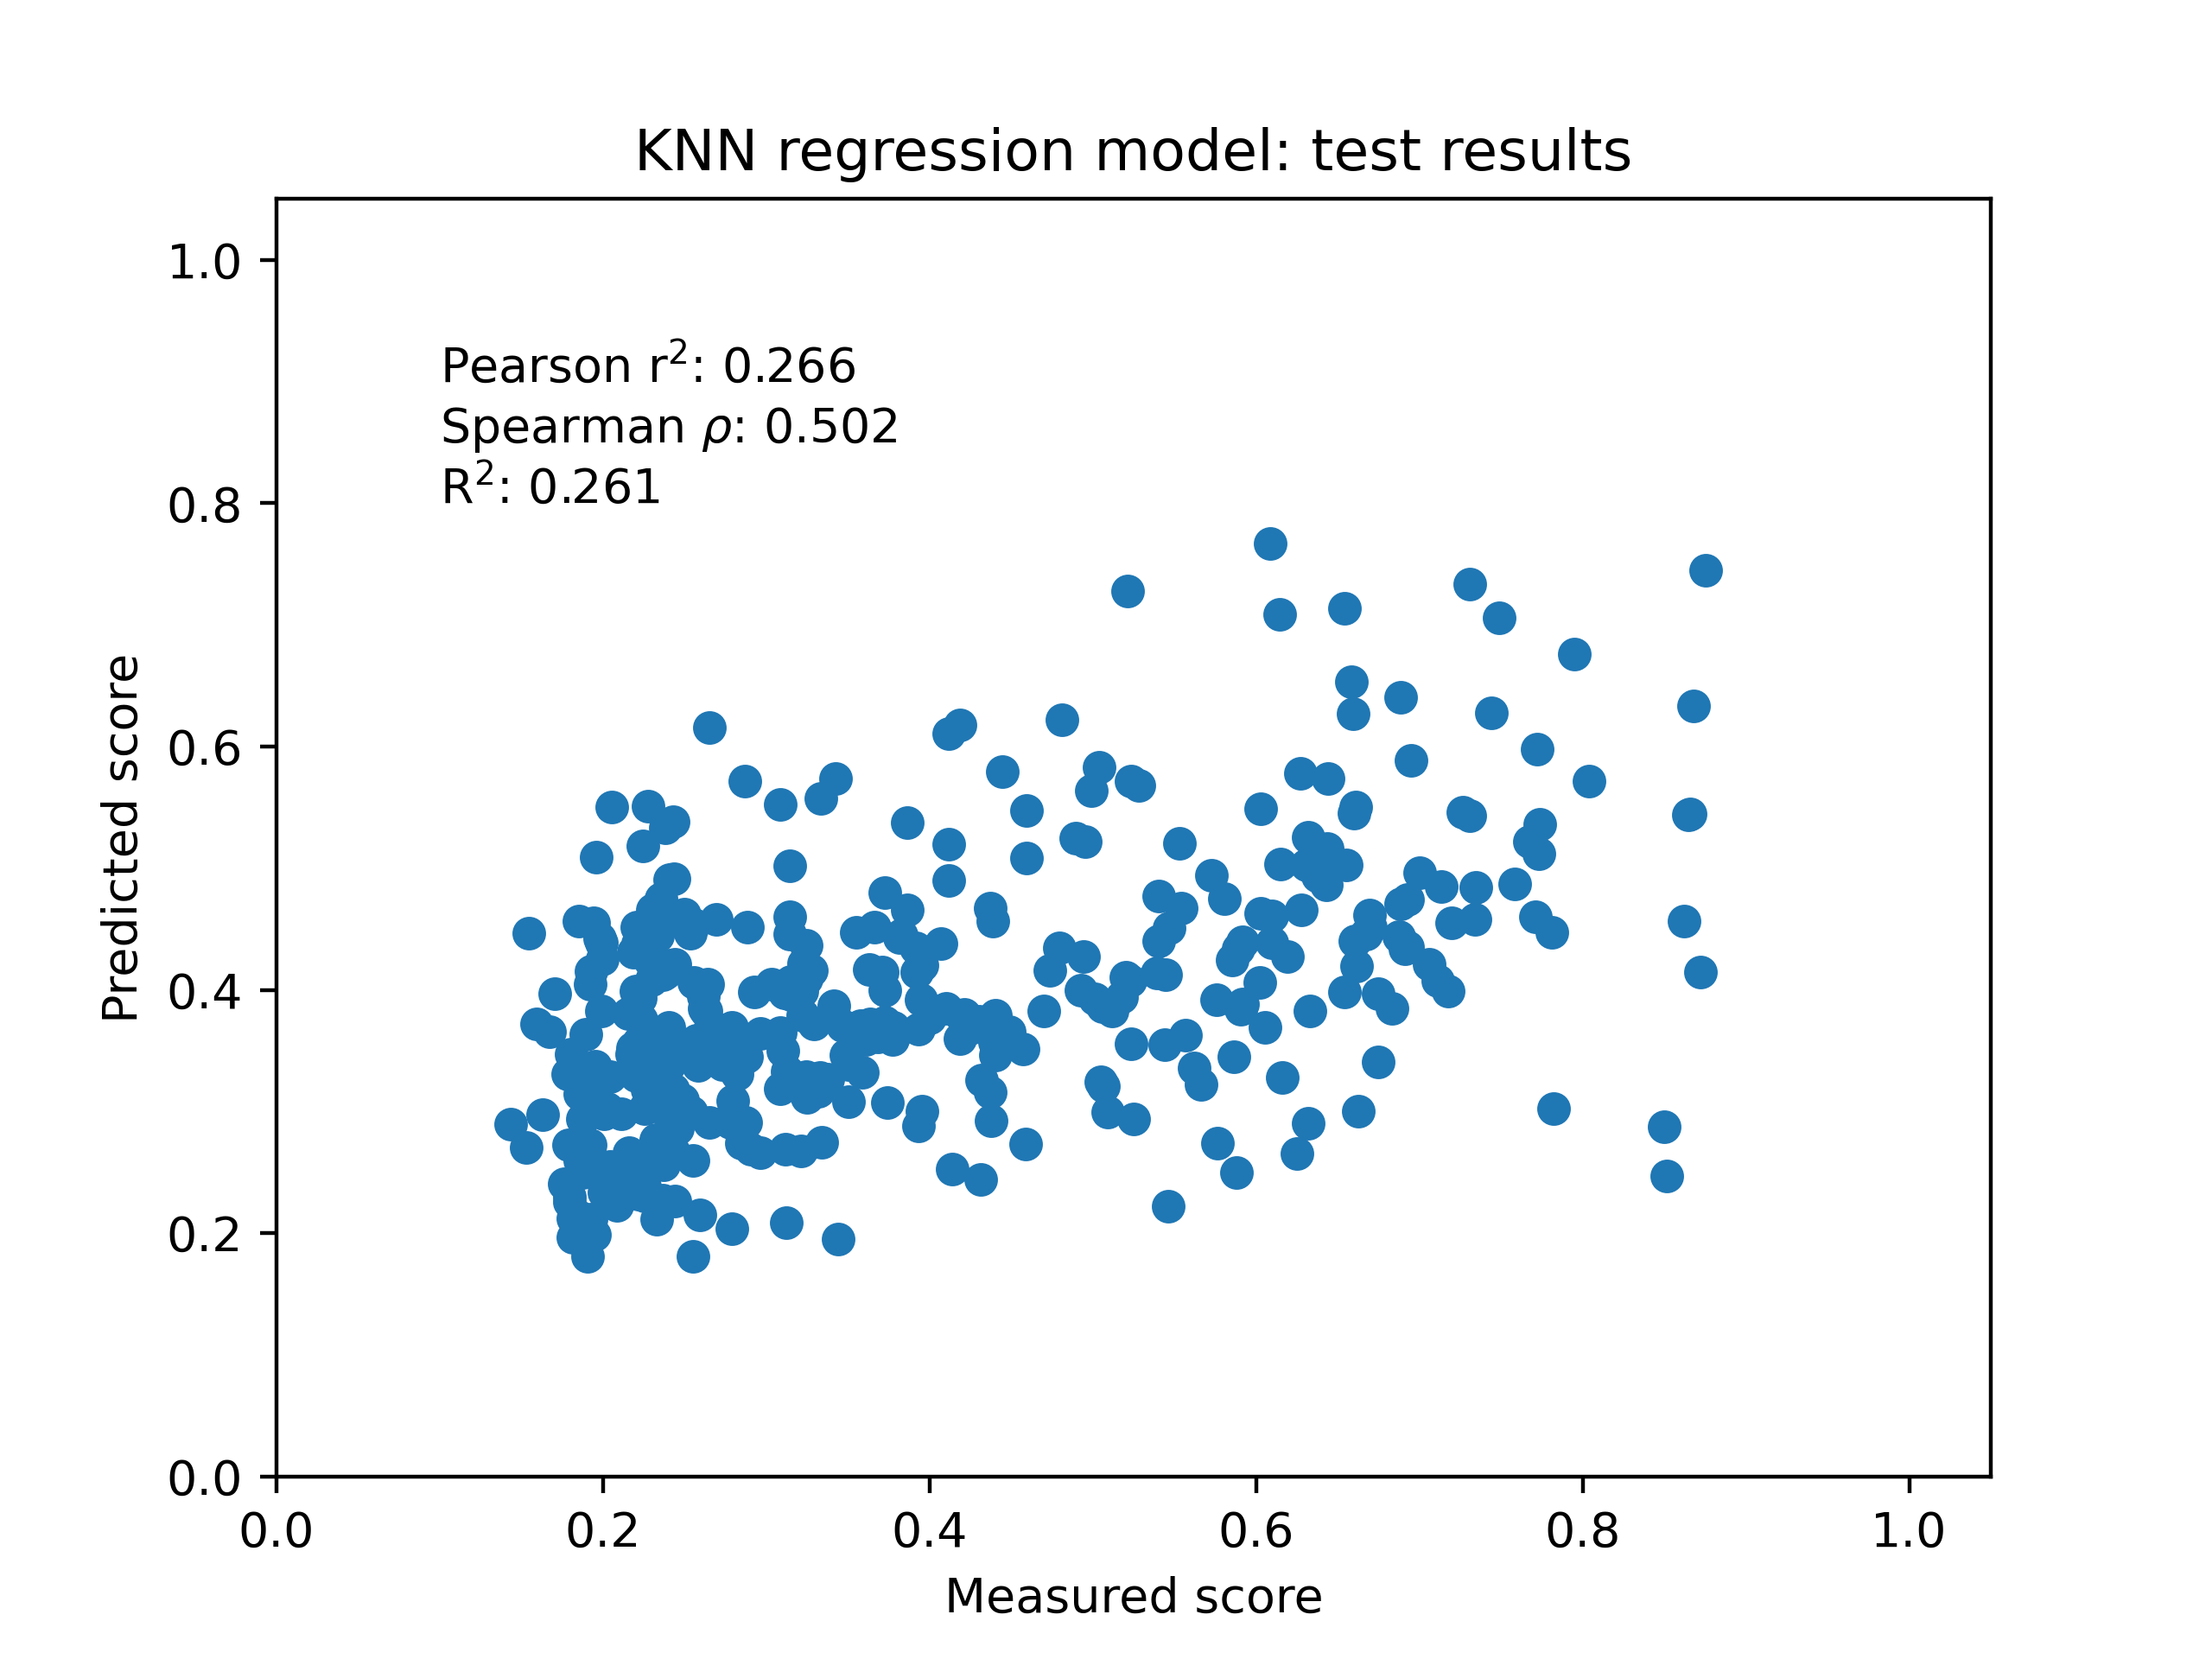 KNN regression model: test results
Pearson r²: 0.266
Spearman ρ: 0.502
R²: 0.261
1.0
0.8
0.6
0.4
0.2
0.0
Predicted score
0.0 0.2 0.4 0.6 0.8 1.0
Measured score